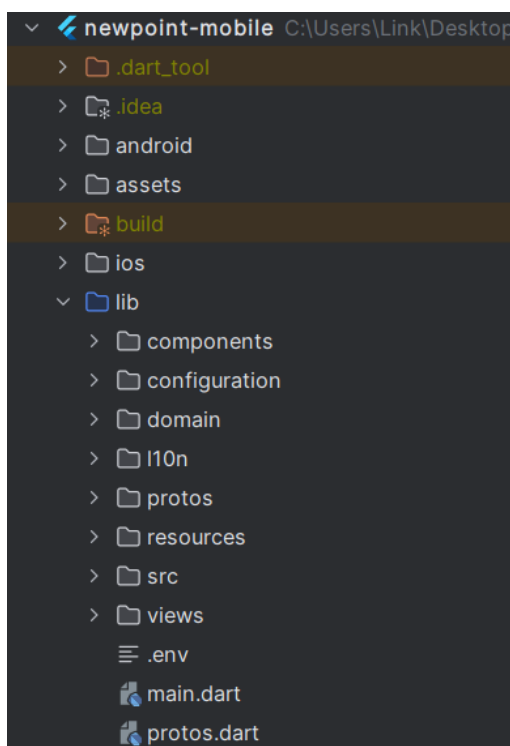 newpoint-mobile C:\Users\Link\Desktop
.dart_tool
.idea
android
assets
build
ios
lib
components
configuration
domain
l10n
protos
resources
src
views
.env
main.dart
protos.dart